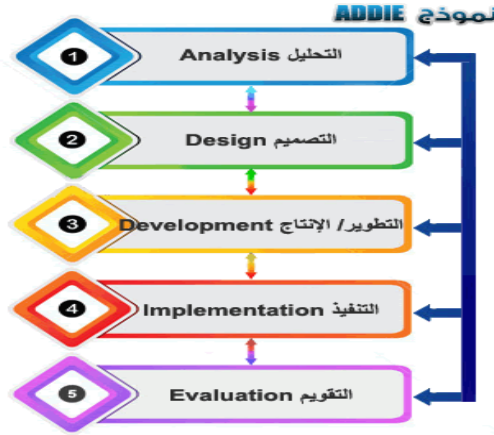 نموذج ADDIE
1
التحليل Analysis
2
التصميم Design
3
التطوير/ الإنتاج Development
4
التنفيذ Implementation
5
التقويم Evaluation